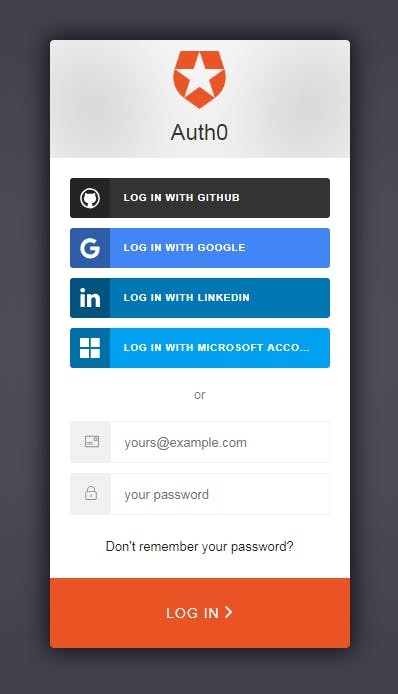 Auth0
LOG IN WITH GITHUB
LOG IN WITH GOOGLE
LOG IN WITH LINKEDIN
LOG IN WITH MICROSOFT ACCO...
or
yours@example.com
your password
Don't remember your password?
LOG IN >